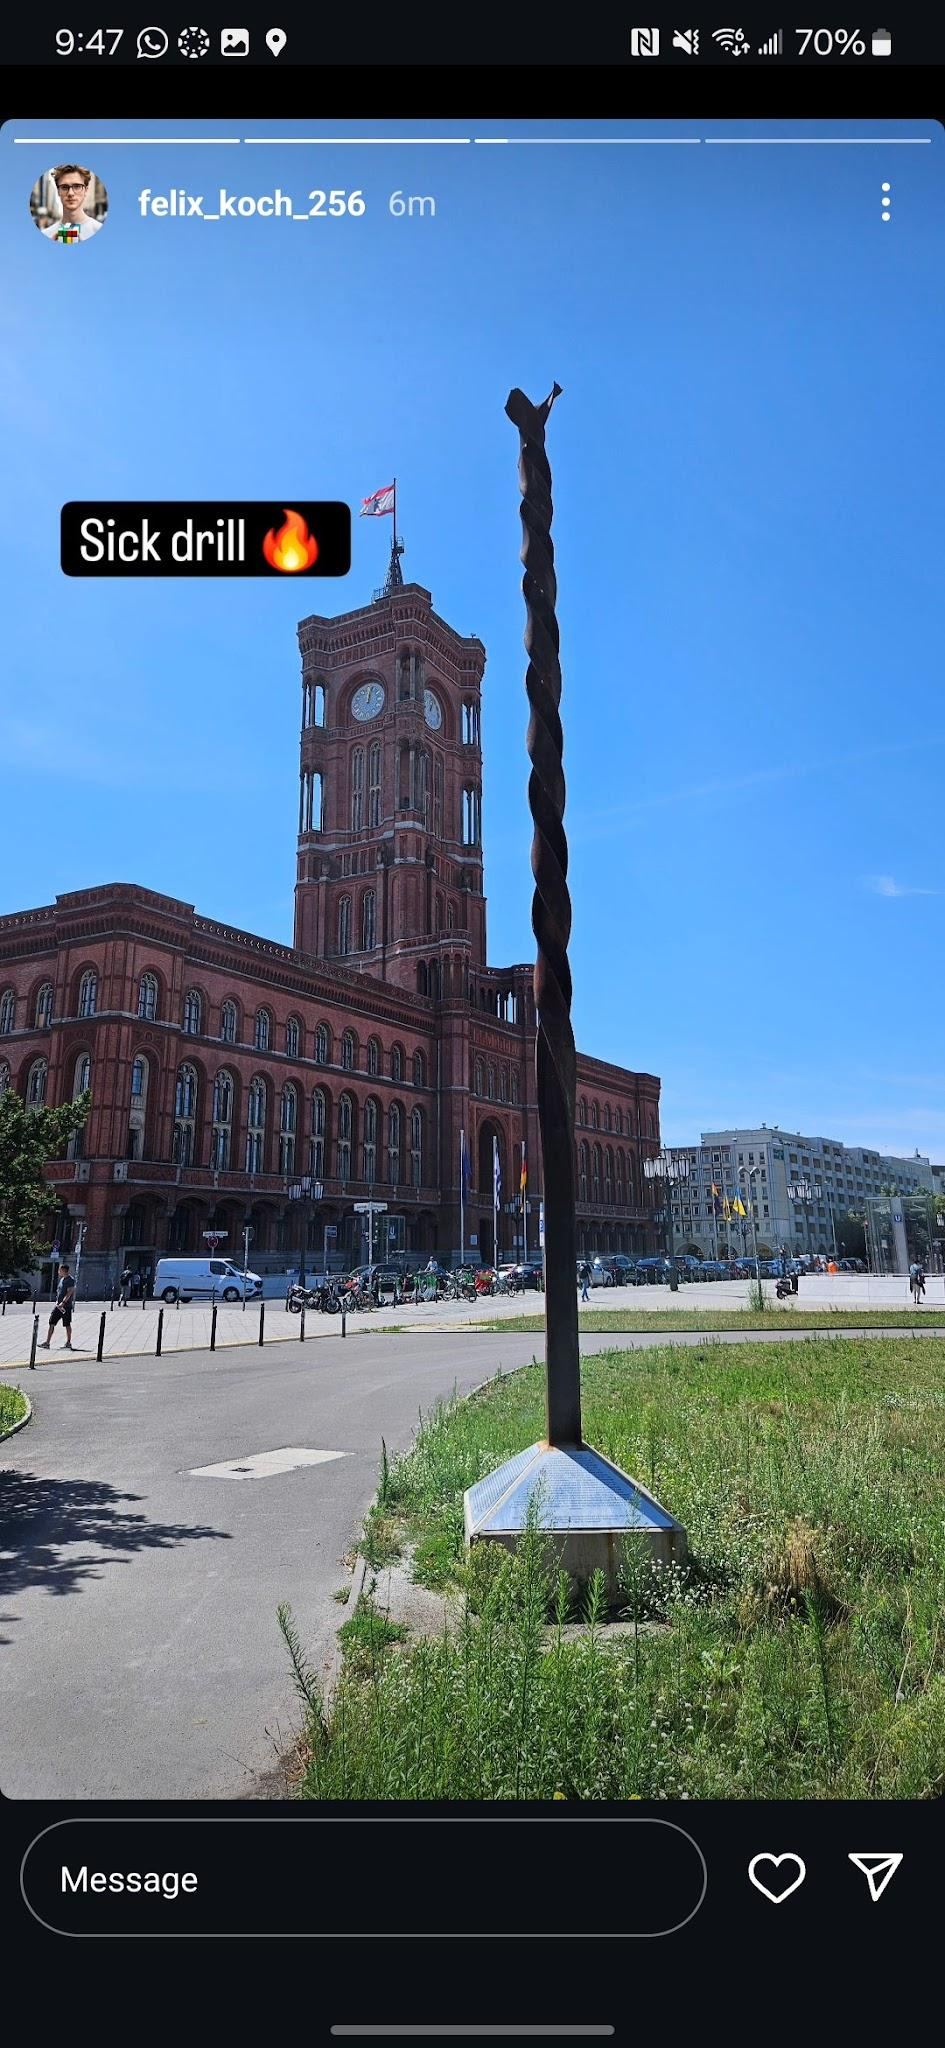 9:47 70%
felix_koch_256 6m
Sick drill 🔥
Message